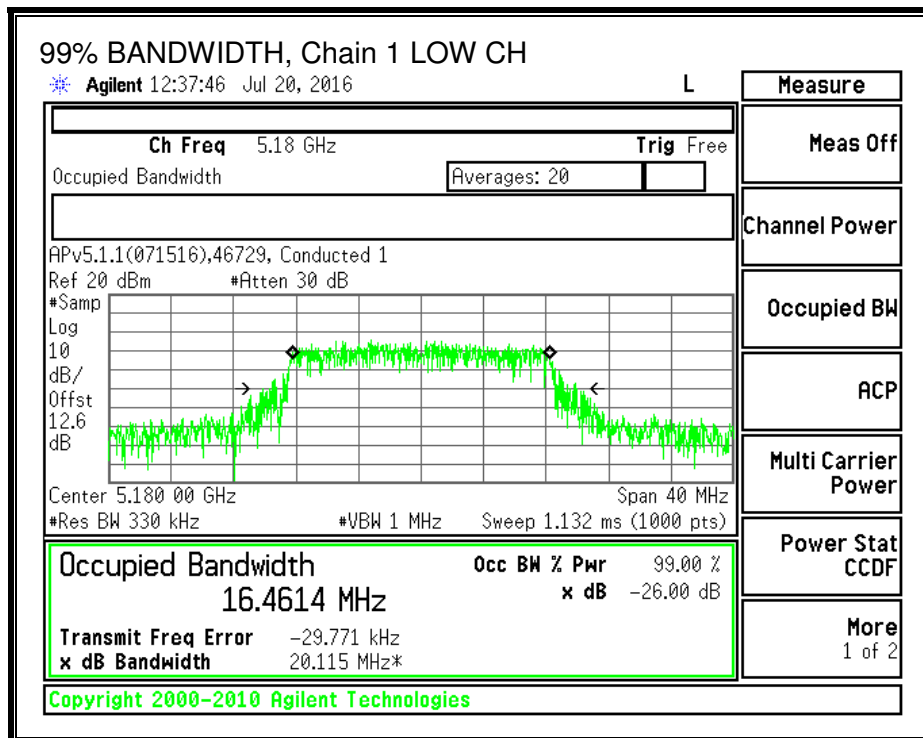 99% BANDWIDTH, Chain 1 LOW CH
Agilent 12:37:46 Jul 20, 2016 L
Measure
Ch Freq 5.18 GHz Trig Free
Meas Off
Occupied Bandwidth Averages: 20
Channel Power
APv5.1.1(071516),46729, Conducted 1
Ref 20 dBm #Atten 30 dB
#Samp
Log
10
dB/
Offst
12.6
dB
Occupied BW
ACP
Multi Carrier
Power
Center 5.180 00 GHz Span 40 MHz
#Res BW 330 kHz #VBW 1 MHz Sweep 1.132 ms (1000 pts)
Power Stat
CCDF
Occupied Bandwidth Occ BW % Pwr 99.00 %
16.4614 MHz x dB -26.00 dB
Transmit Freq Error -29.771 kHz
x dB Bandwidth 20.115 MHz*
More
1 of 2
Copyright 2000-2010 Agilent Technologies